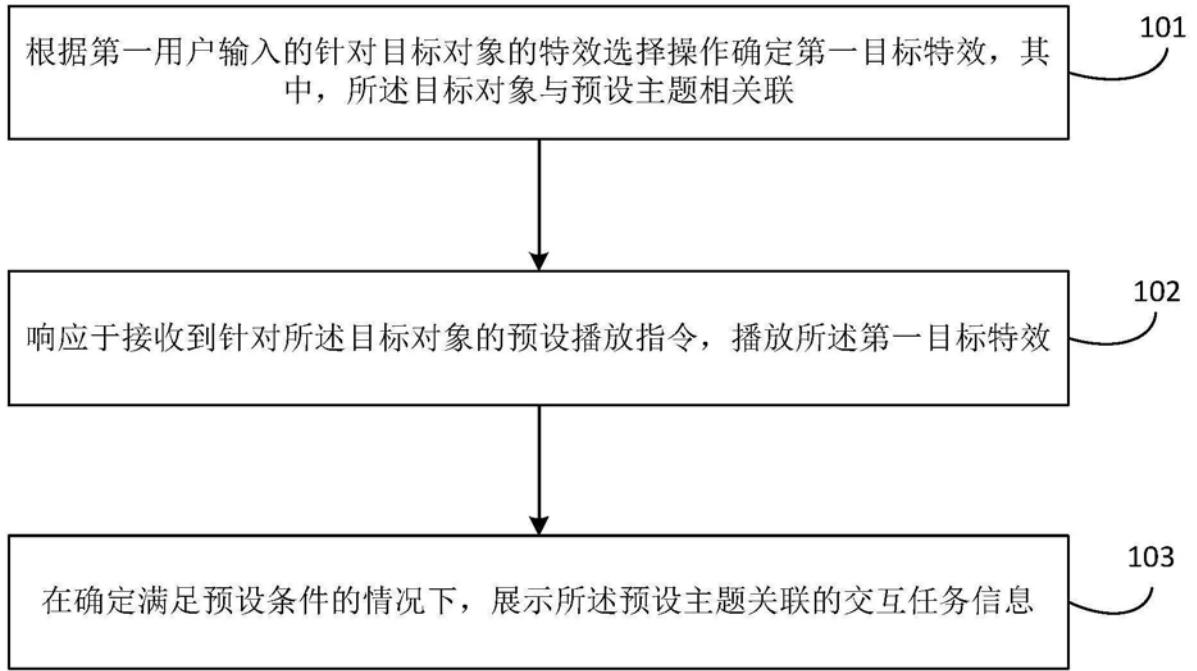 根据第一用户输入的针对目标对象的特效选择操作确定第一目标特效，其
中，所述目标对象与预设主题相关联
101
响应于接收到针对所述目标对象的预设播放指令，播放所述第一目标特效
102
在确定满足预设条件的情况下，展示所述预设主题关联的交互任务信息
103